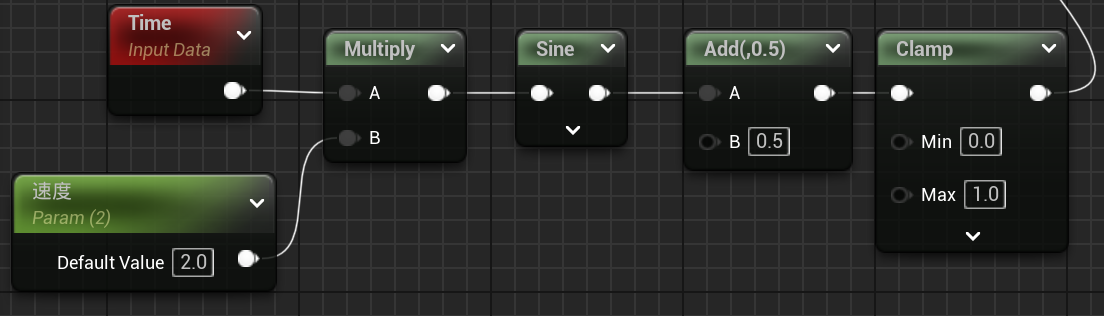 Time
Input Data
Multiply
A
B
Sine
Add(,0.5)
A
B 0.5
Clamp
Min 0.0
Max 1.0
速度
Param (2)
Default Value 2.0